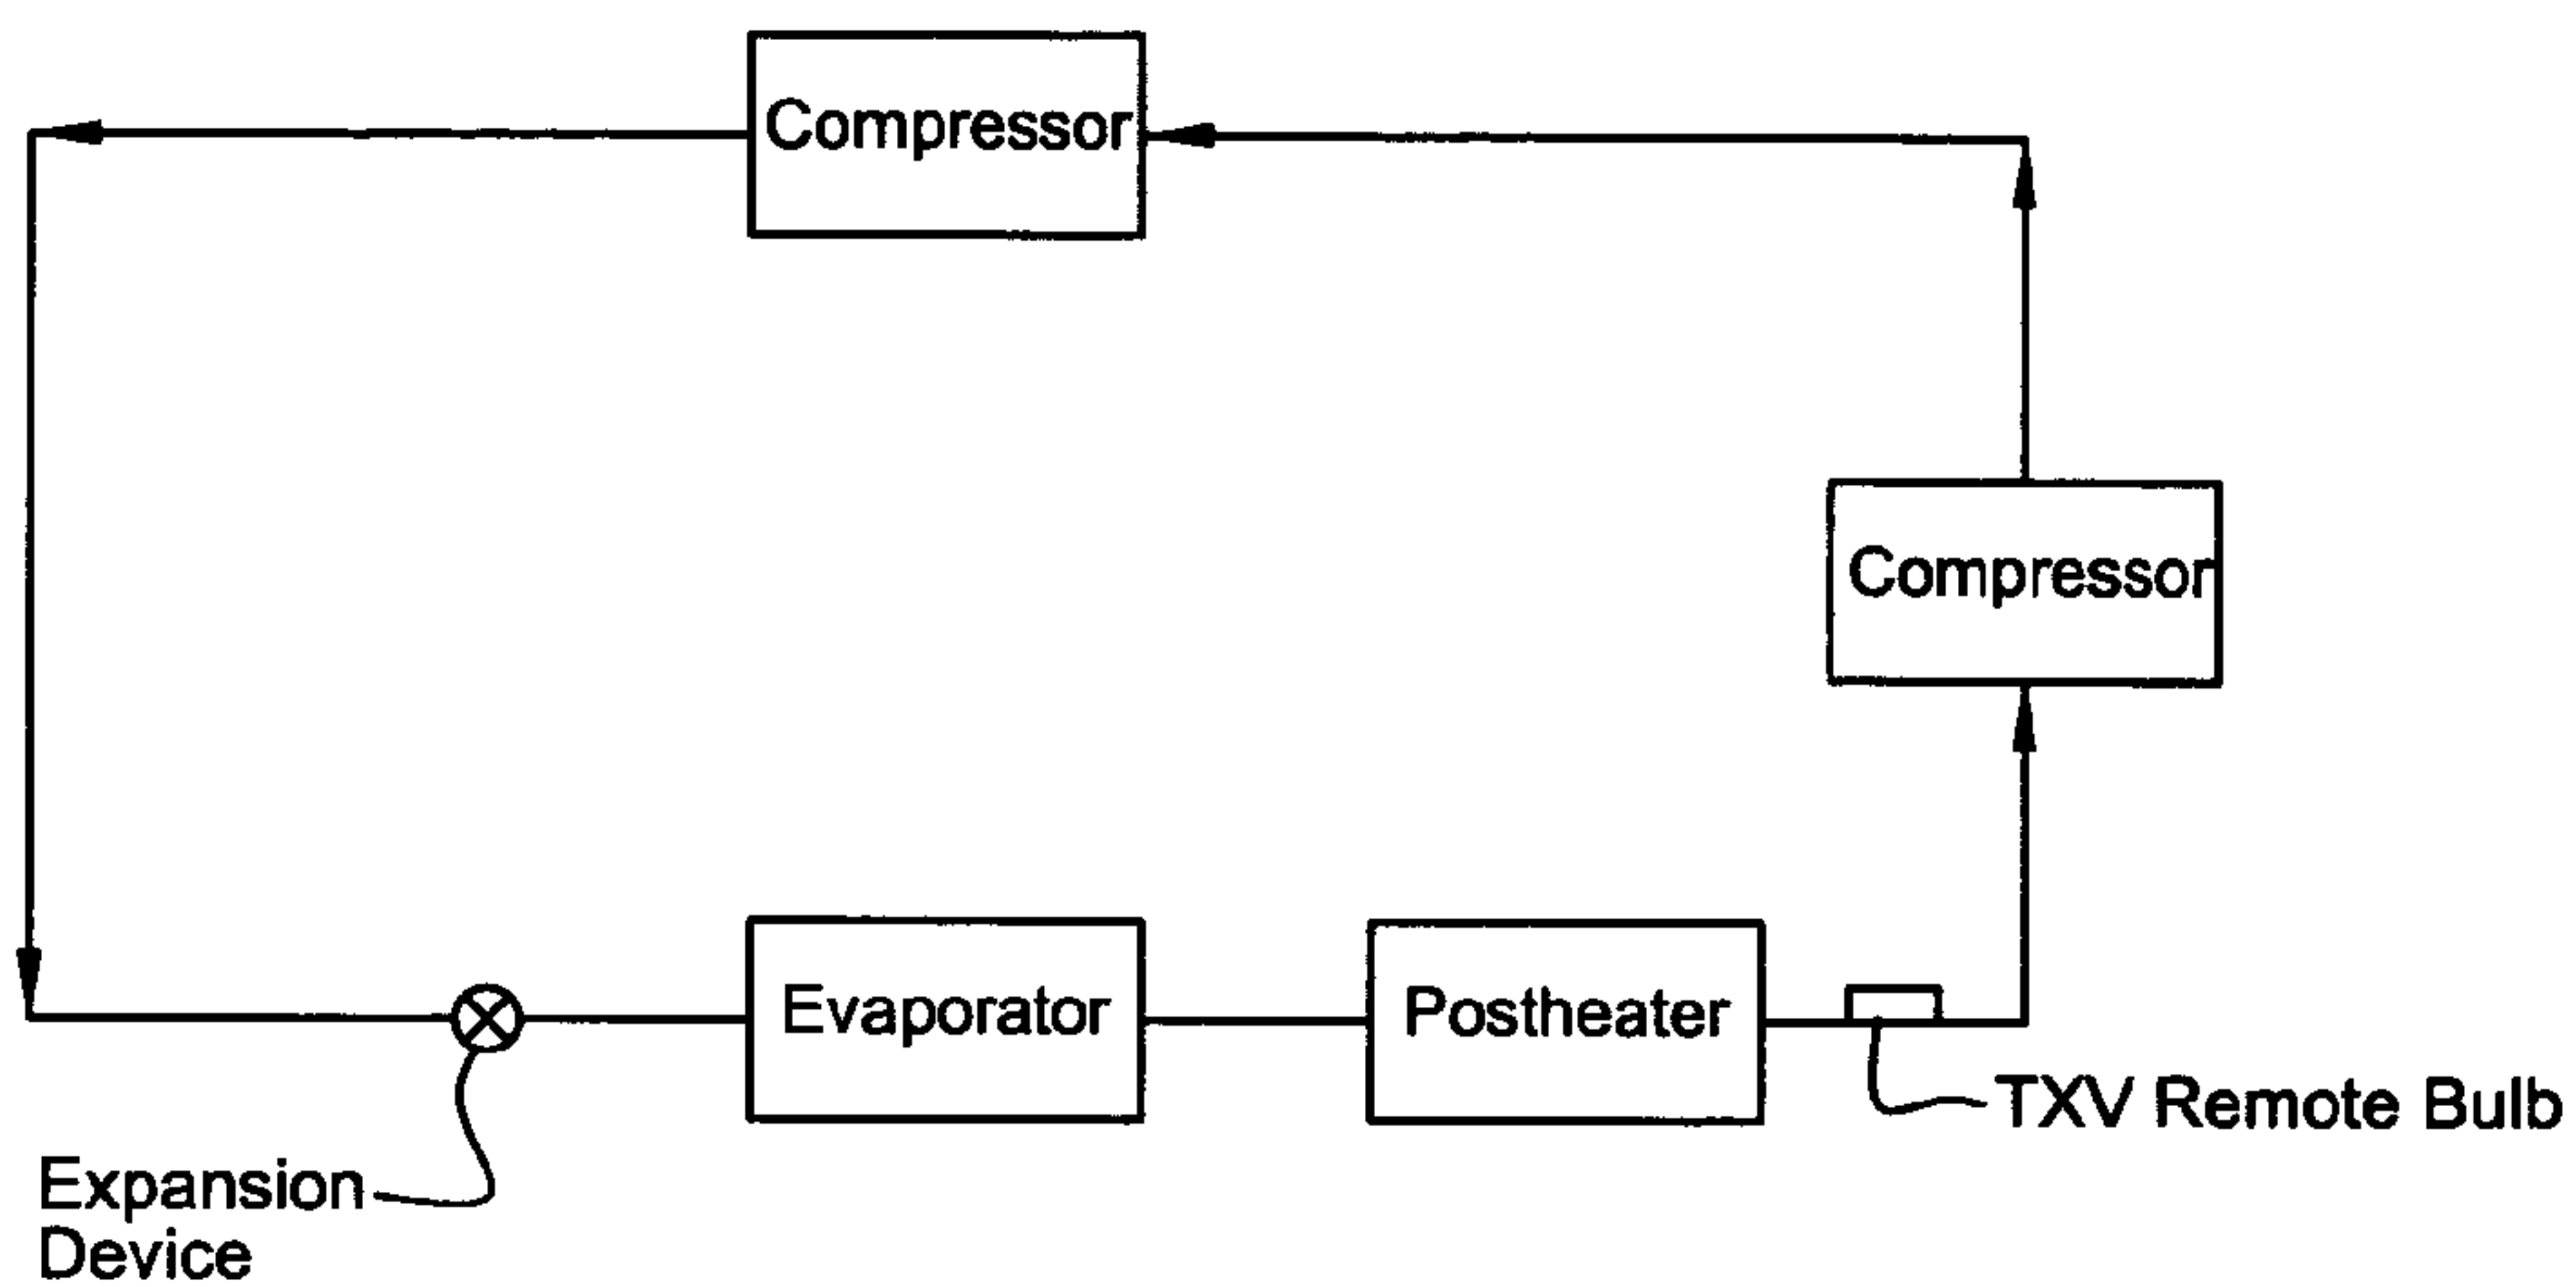 Compressor
Compressor
Evaporator
Postheater
TXV Remote Bulb
Expansion
Device